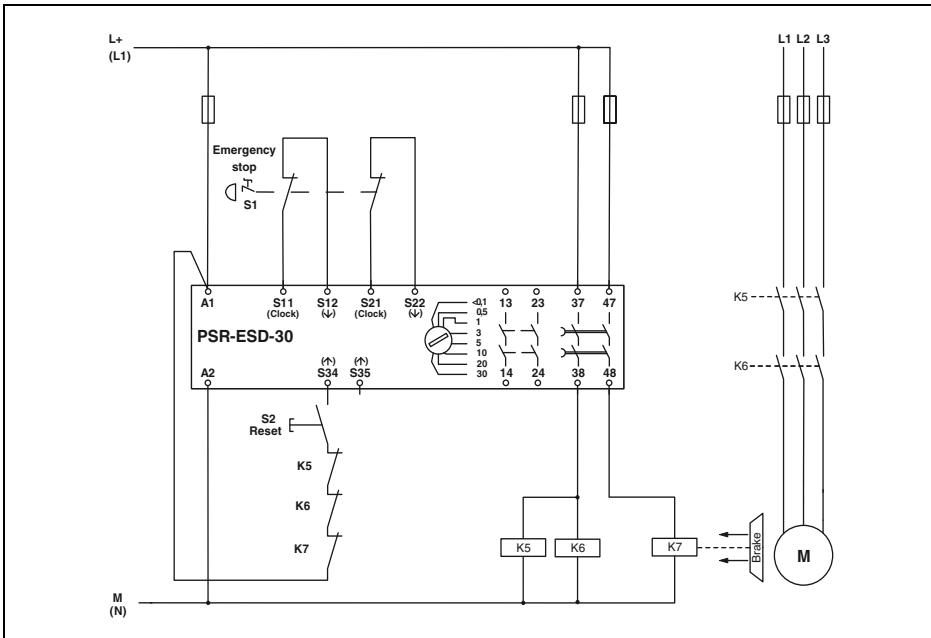 L+
(L1)
L1 L2 L3
Emergency
stop
S1
A1
S11
(Clock)
S12
(↓)
S21
(Clock)
S22
(↓)
<0,1
0,5
1
3
5
10
20
30
13 23 37 47
PSR-ESD-30
A2
(↑)
S34
(↑)
S35
14 24 38 48
K5
K6
S2
Reset
K5
K6
K7
K5
K6
K7
Brake
M
M
(N)